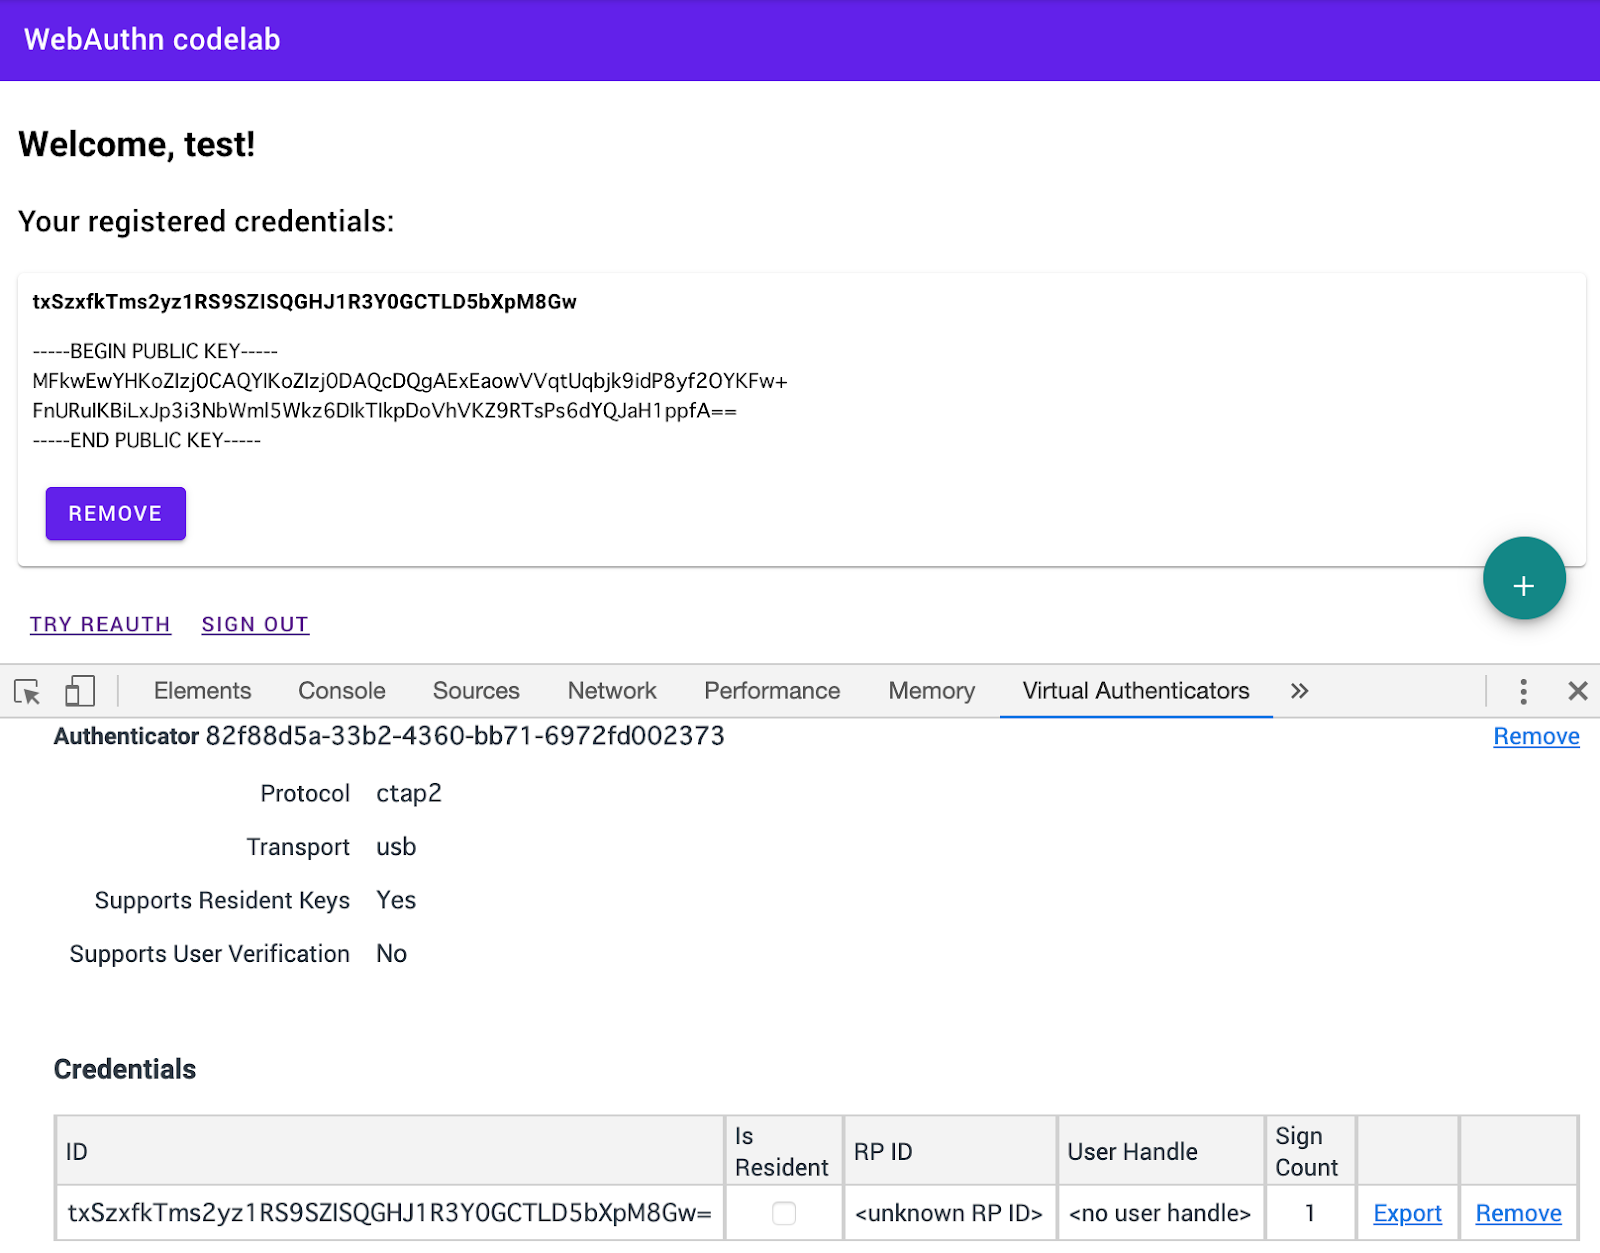 WebAuthn codelab
Welcome, test!
Your registered credentials:
txSzxfkTms2yz1RS9SZISQGHJ1R3Y0GCTLD5bXpM8Gw
-----BEGIN PUBLIC KEY-----
MFkwEwYHKoZIzj0CAQYIKoZIzj0DAQcDQgAExEaowVVqtUqbjk9idP8yf2OYKFw+
FnURuIKBiLxJp3i3NbWmI5Wkz6DIkTIkpDoVhVKZ9RTsPs6dYQJaH1ppfA==
-----END PUBLIC KEY-----
REMOVE
+
TRY REAUTH SIGN OUT
Elements Console Sources Network Performance Memory Virtual Authenticators »
Authenticator 82f88d5a-33b2-4360-bb71-6972fd002373 Remove
Protocol ctap2
Transport usb
Supports Resident Keys Yes
Supports User Verification No
Credentials
ID Is Resident RP ID User Handle Sign Count
txSzxfkTms2yz1RS9SZISQGHJ1R3Y0GCTLD5bXpM8Gw= <unknown RP ID> <no user handle> 1 Export Remove